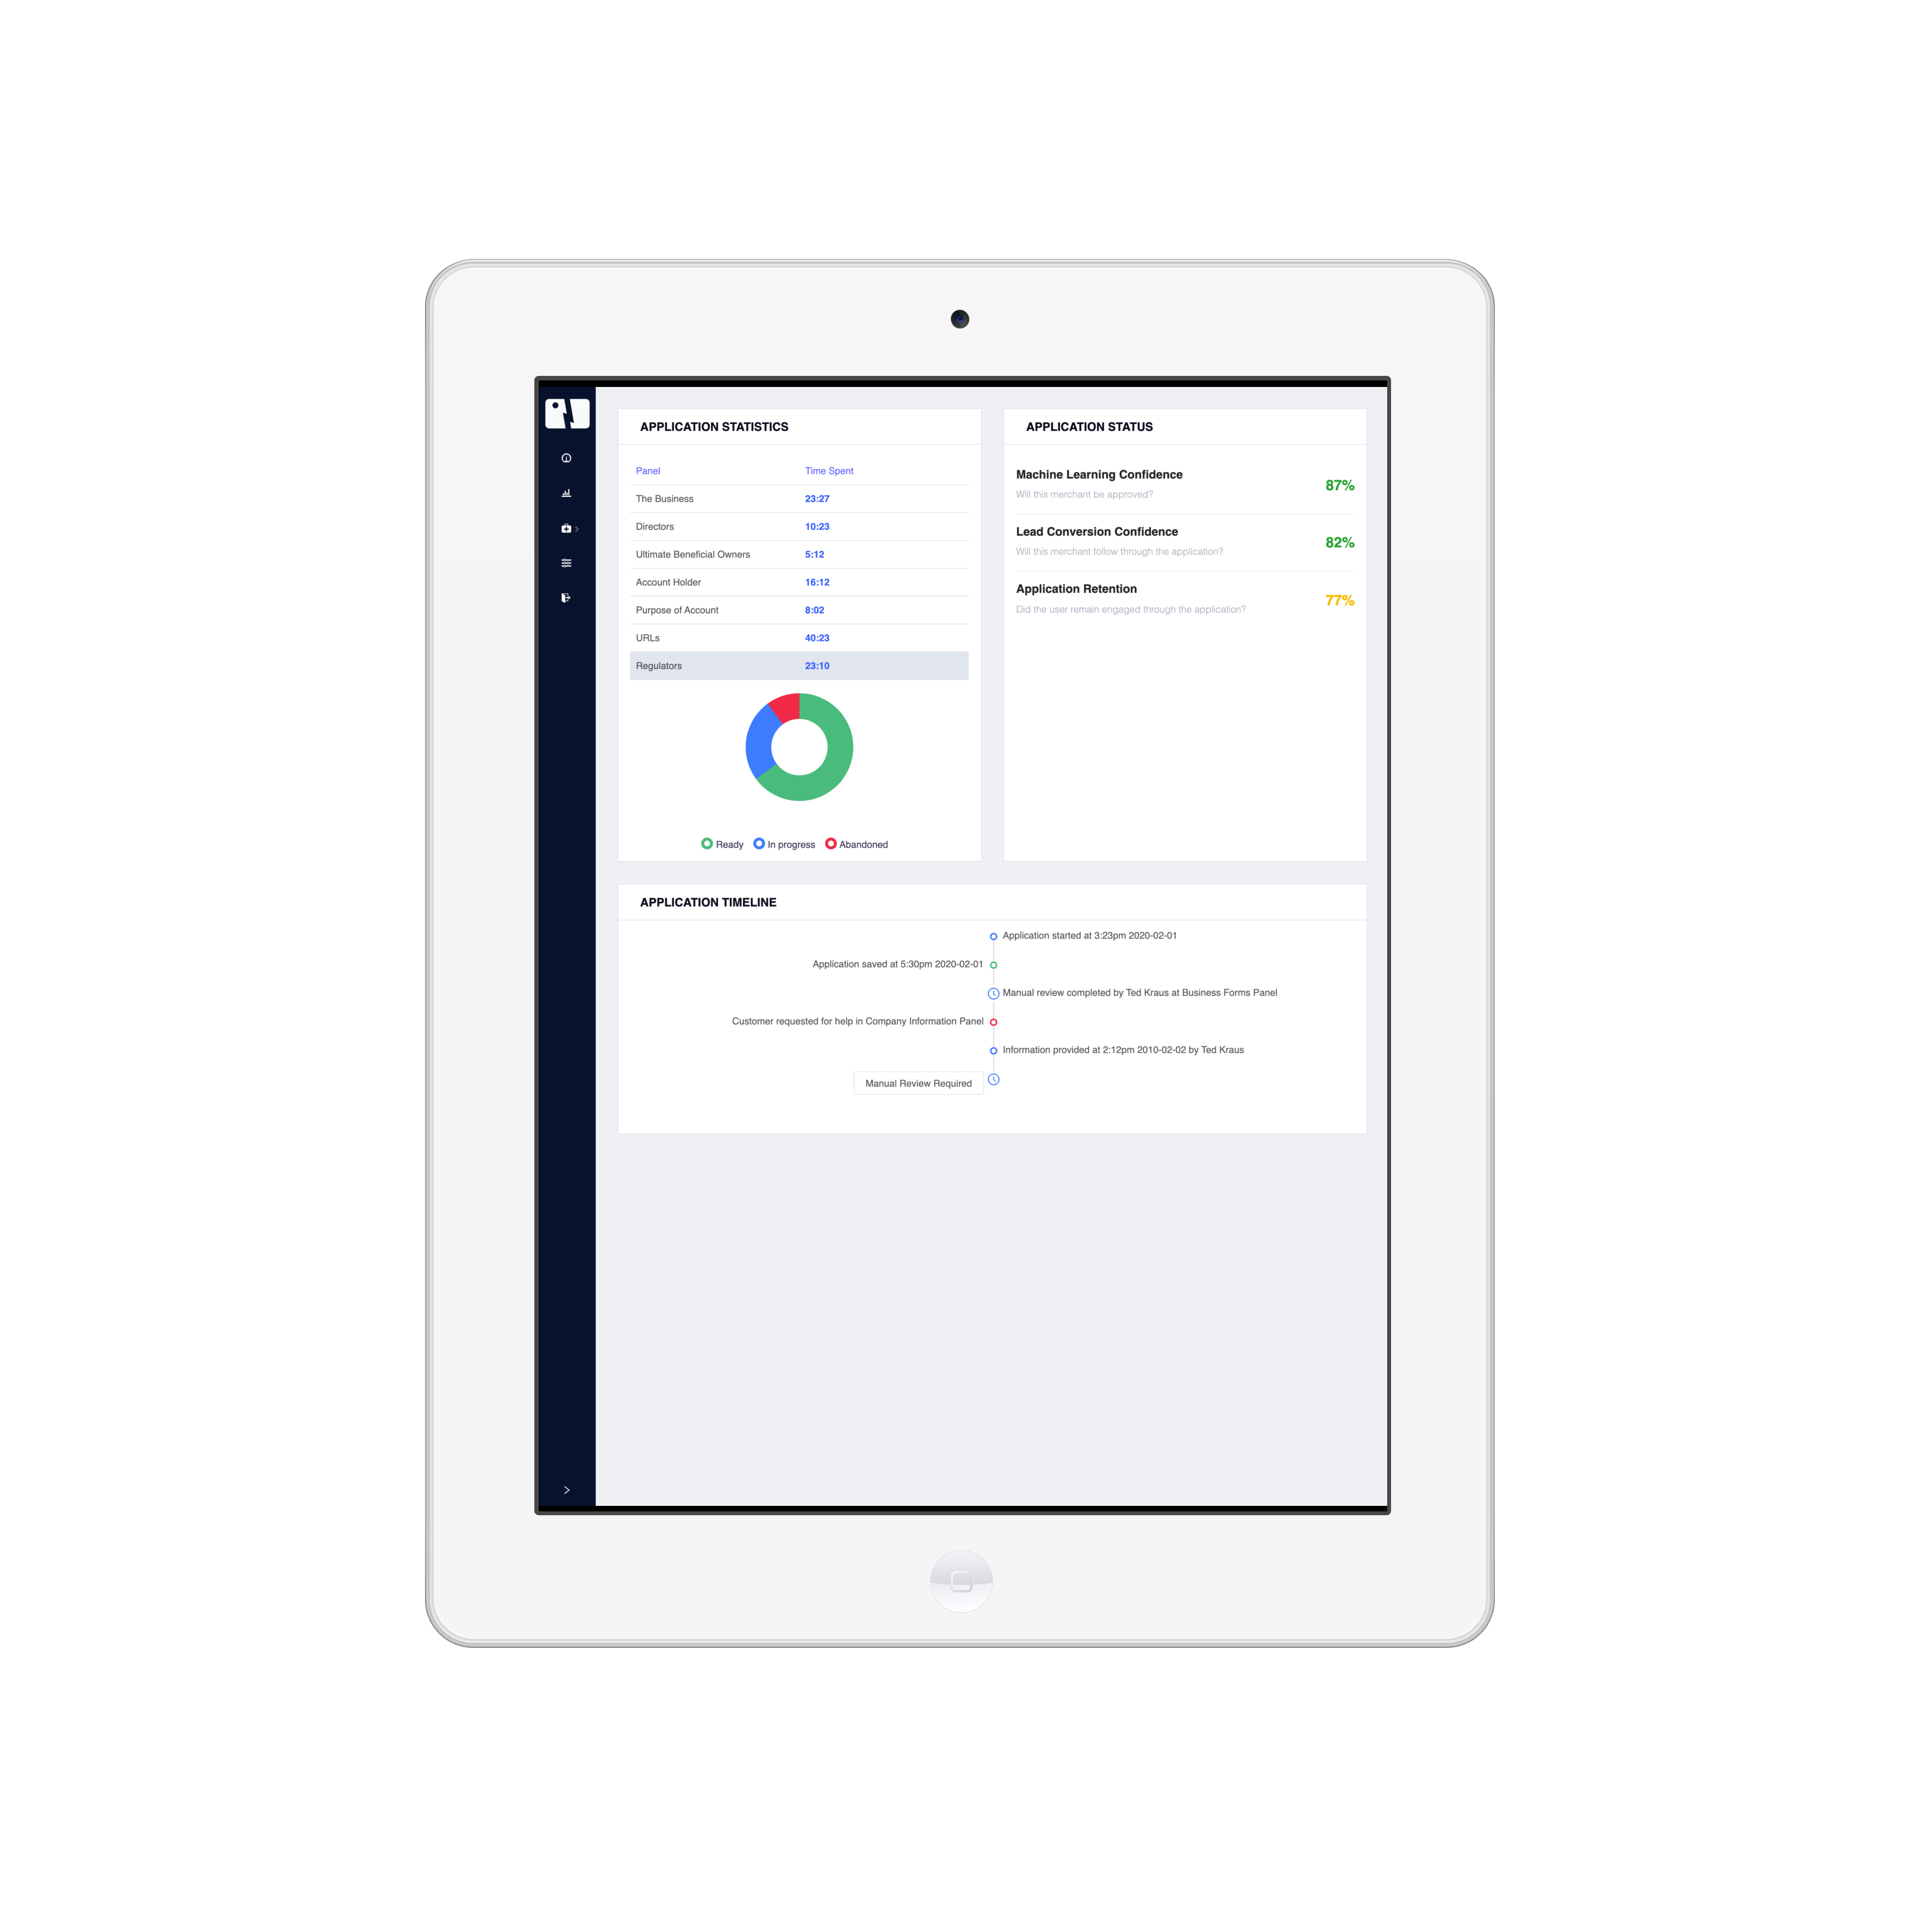 APPLICATION STATISTICS
Panel Time Spent
The Business 23:27
Directors 10:23
Ultimate Beneficial Owners 5:12
Account Holder 16:12
Purpose of Account 8:02
URLs 40:23
Regulators 23:10
Ready In progress Abandoned
APPLICATION STATUS
Machine Learning Confidence
Will this merchant be approved?
87%
Lead Conversion Confidence
Will this merchant follow through the application?
82%
Application Retention
Did the user remain engaged through the application?
77%
APPLICATION TIMELINE
Application started at 3:23pm 2020-02-01
Application saved at 5:30pm 2020-02-01
Manual review completed by Ted Kraus at Business Forms Panel
Customer requested for help in Company Information Panel
Information provided at 2:12pm 2010-02-02 by Ted Kraus
Manual Review Required